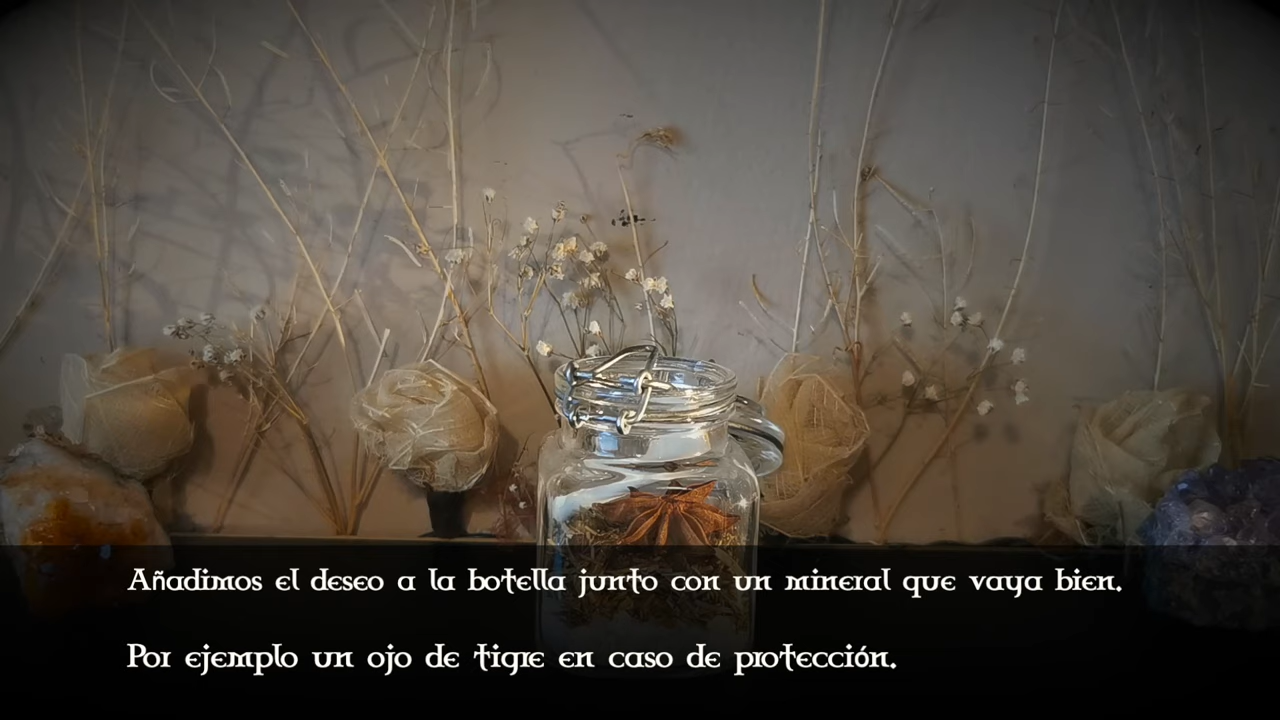 Añadimos el deseo a la botella junto con un mineral que vaya bien.
Por ejemplo un ojo de tigre en caso de protección.